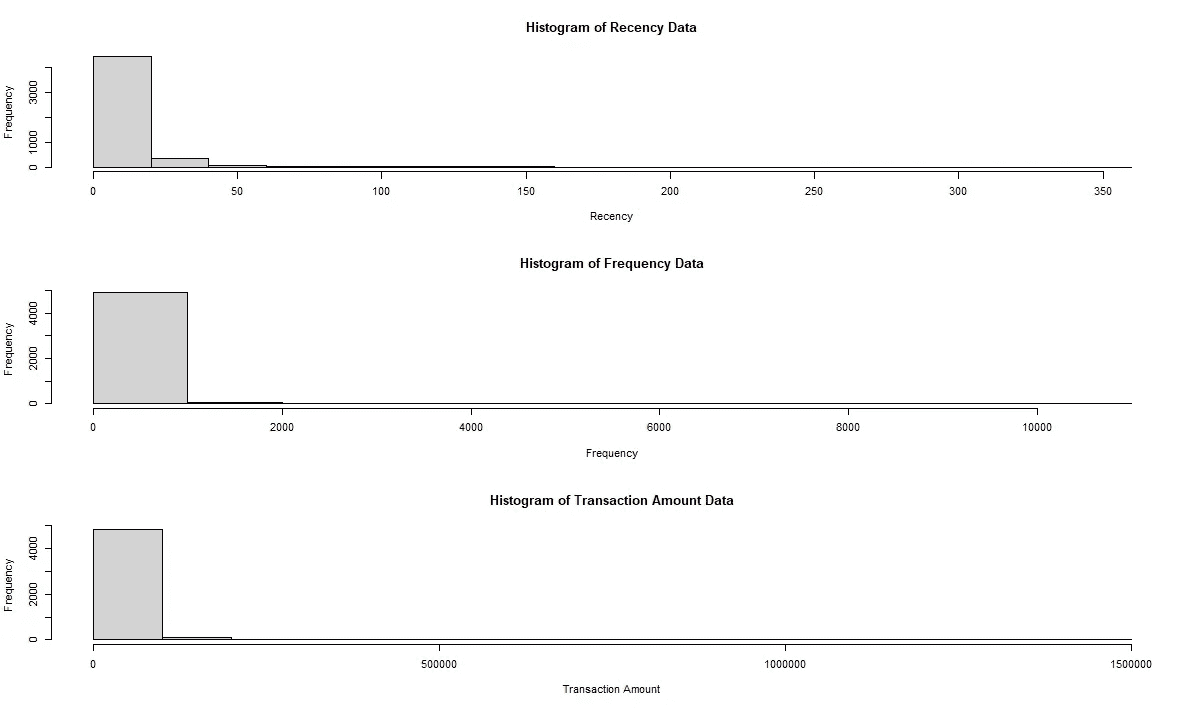 Histogram of Recency Data
Frequency
0
1000
3000
0 50 100 150 200 250 300 350
Recency
Histogram of Frequency Data
Frequency
0
2000
4000
0 2000 4000 6000 8000 10000
Frequency
Histogram of Transaction Amount Data
Frequency
0
2000
4000
0 500000 1000000 1500000
Transaction Amount